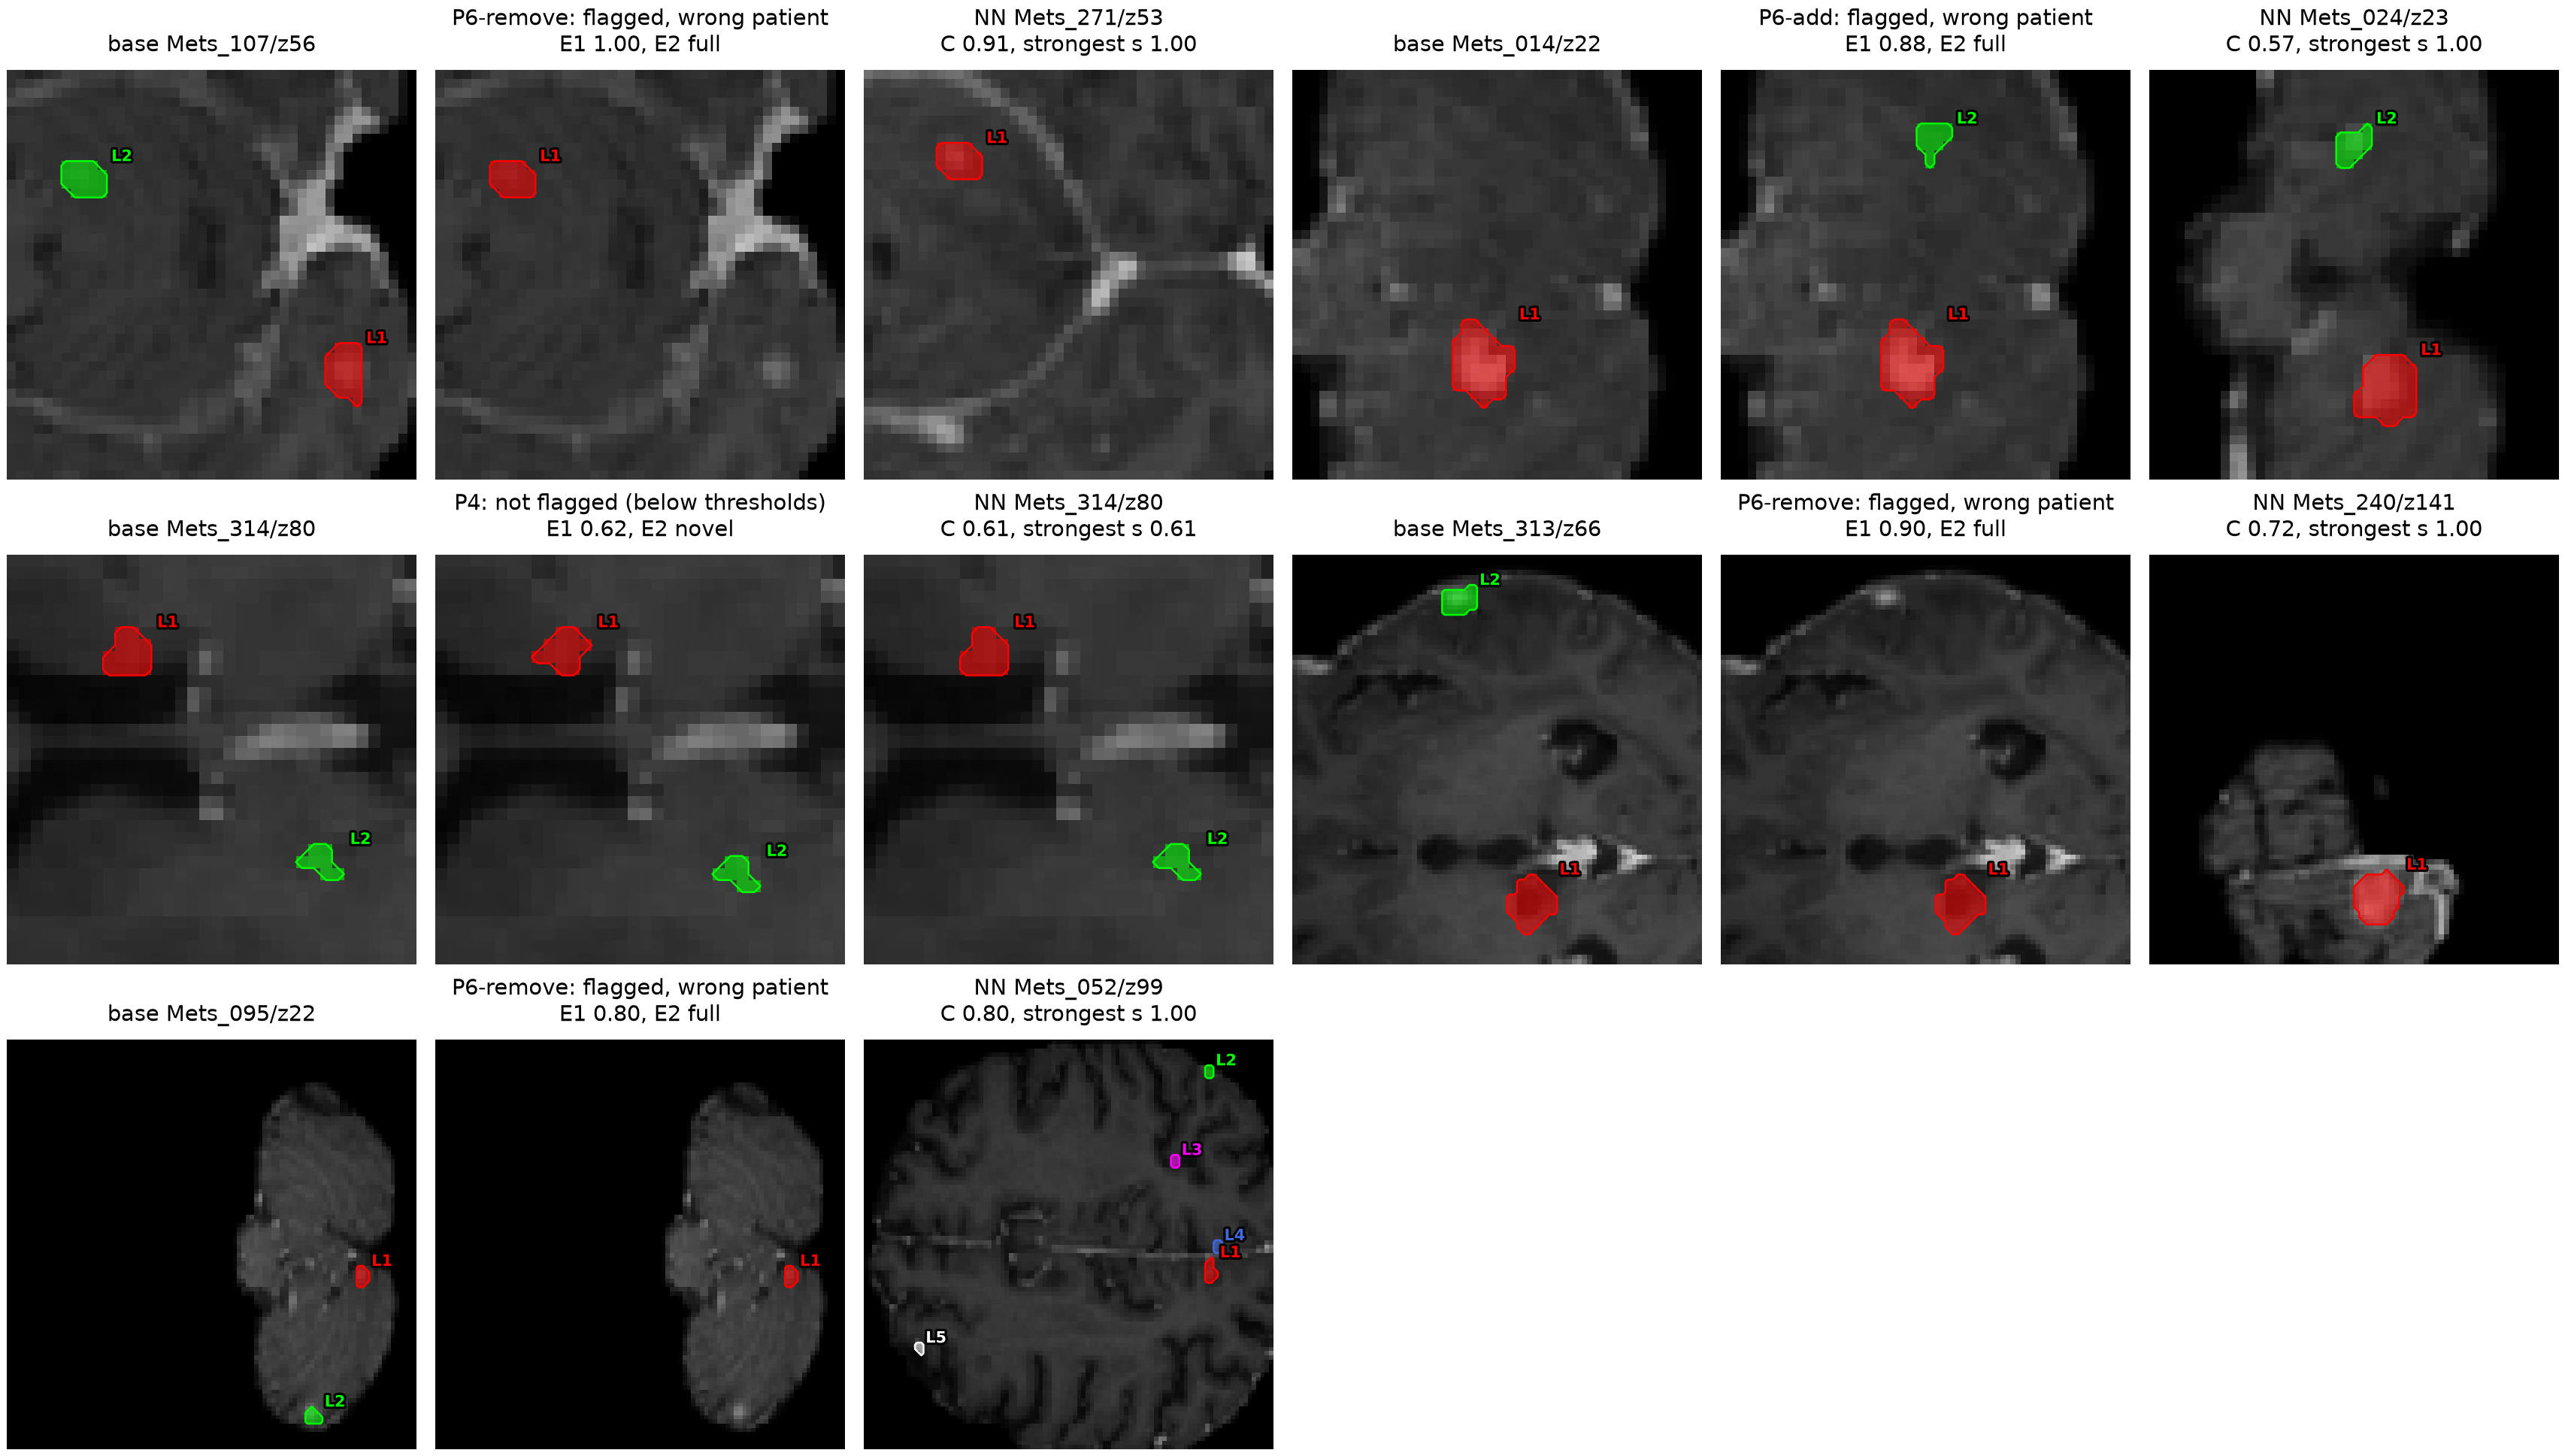 base Mets_107/z56
P6-remove: flagged, wrong patient
E1 1.00, E2 full
NN Mets_271/z53
C 0.91, strongest s 1.00
base Mets_014/z22
P6-add: flagged, wrong patient
E1 0.88, E2 full
NN Mets_024/z23
C 0.57, strongest s 1.00
L2
L1
L1
L1
L1
L2
L1
L2
L1
base Mets_314/z80
P4: not flagged (below thresholds)
E1 0.62, E2 novel
NN Mets_314/z80
C 0.61, strongest s 0.61
base Mets_313/z66
P6-remove: flagged, wrong patient
E1 0.90, E2 full
NN Mets_240/z141
C 0.72, strongest s 1.00
L1
L2
L1
L2
L1
L2
L2
L1
L1
L1
base Mets_095/z22
P6-remove: flagged, wrong patient
E1 0.80, E2 full
NN Mets_052/z99
C 0.80, strongest s 1.00
L1
L2
L1
L2
L3
L4
L1
L5